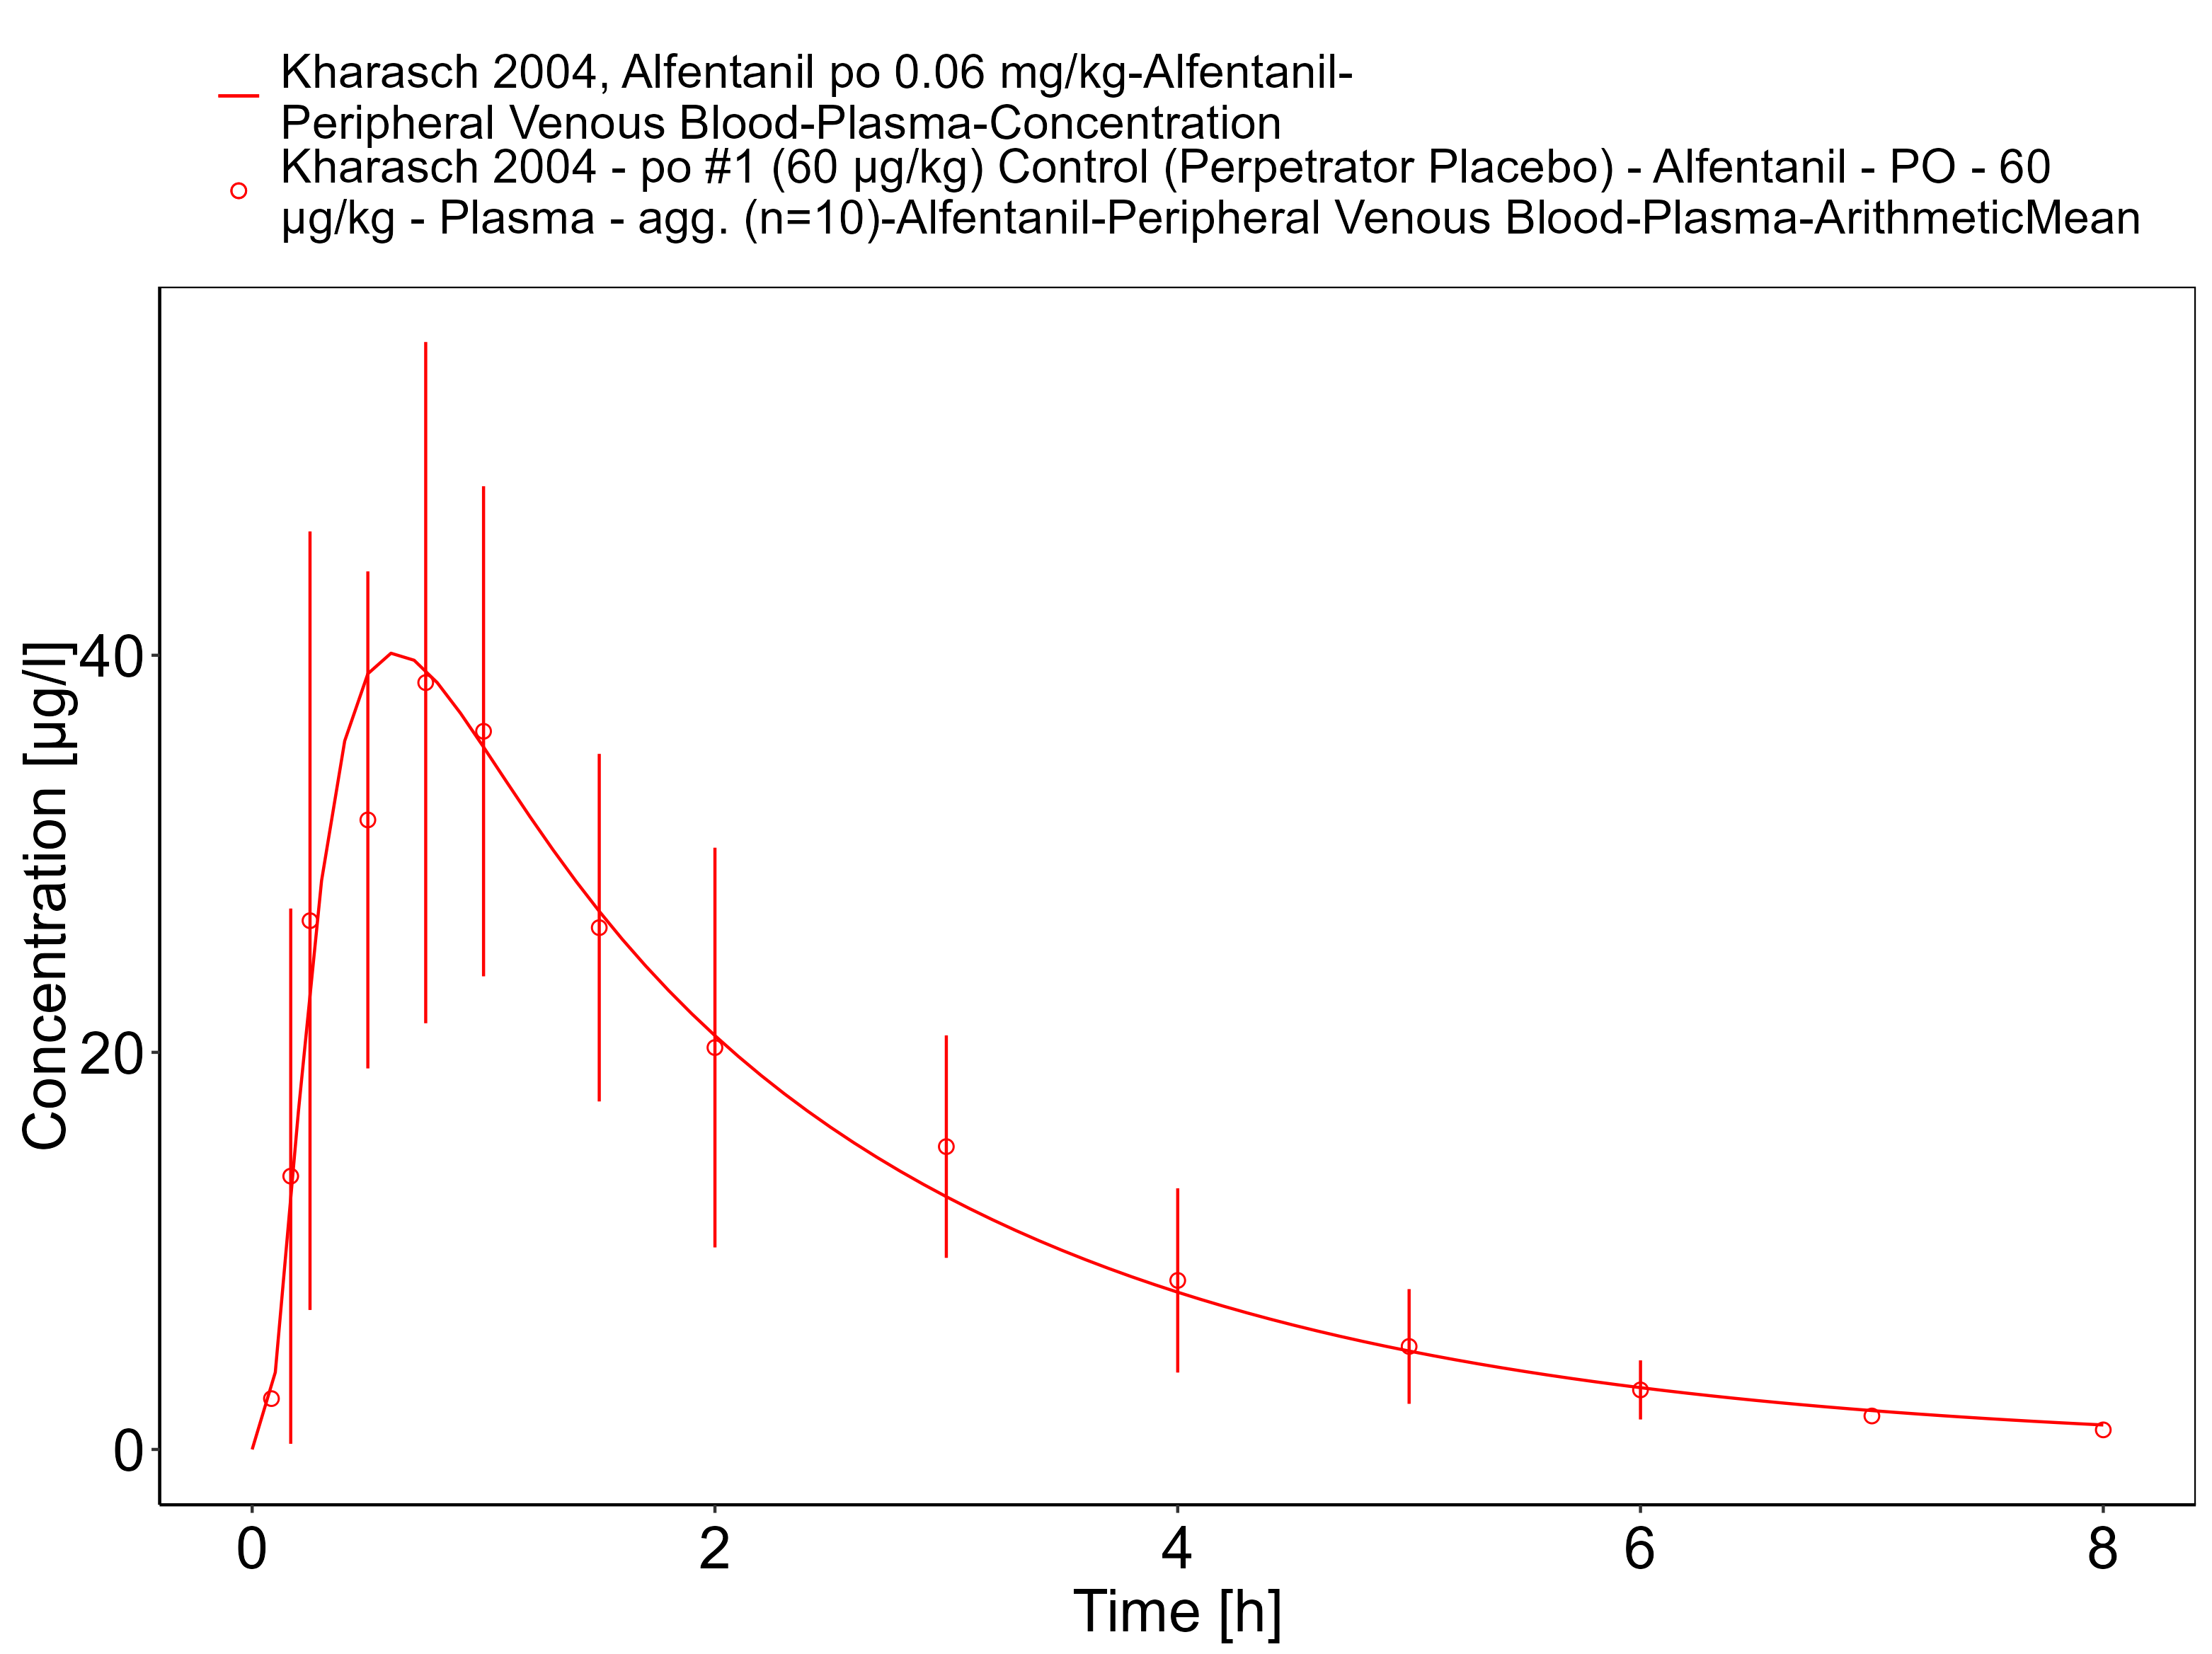 Kharasch 2004, Alfentanil po 0.06 mg/kg-Alfentanil-
Peripheral Venous Blood-Plasma-Concentration
Kharasch 2004 - po #1 (60 µg/kg) Control (Perpetrator Placebo) - Alfentanil - PO - 60
µg/kg - Plasma - agg. (n=10)-Alfentanil-Peripheral Venous Blood-Plasma-ArithmeticMean
Concentration [µg/l]
40
20
0
0 2 4 6 8
Time [h]